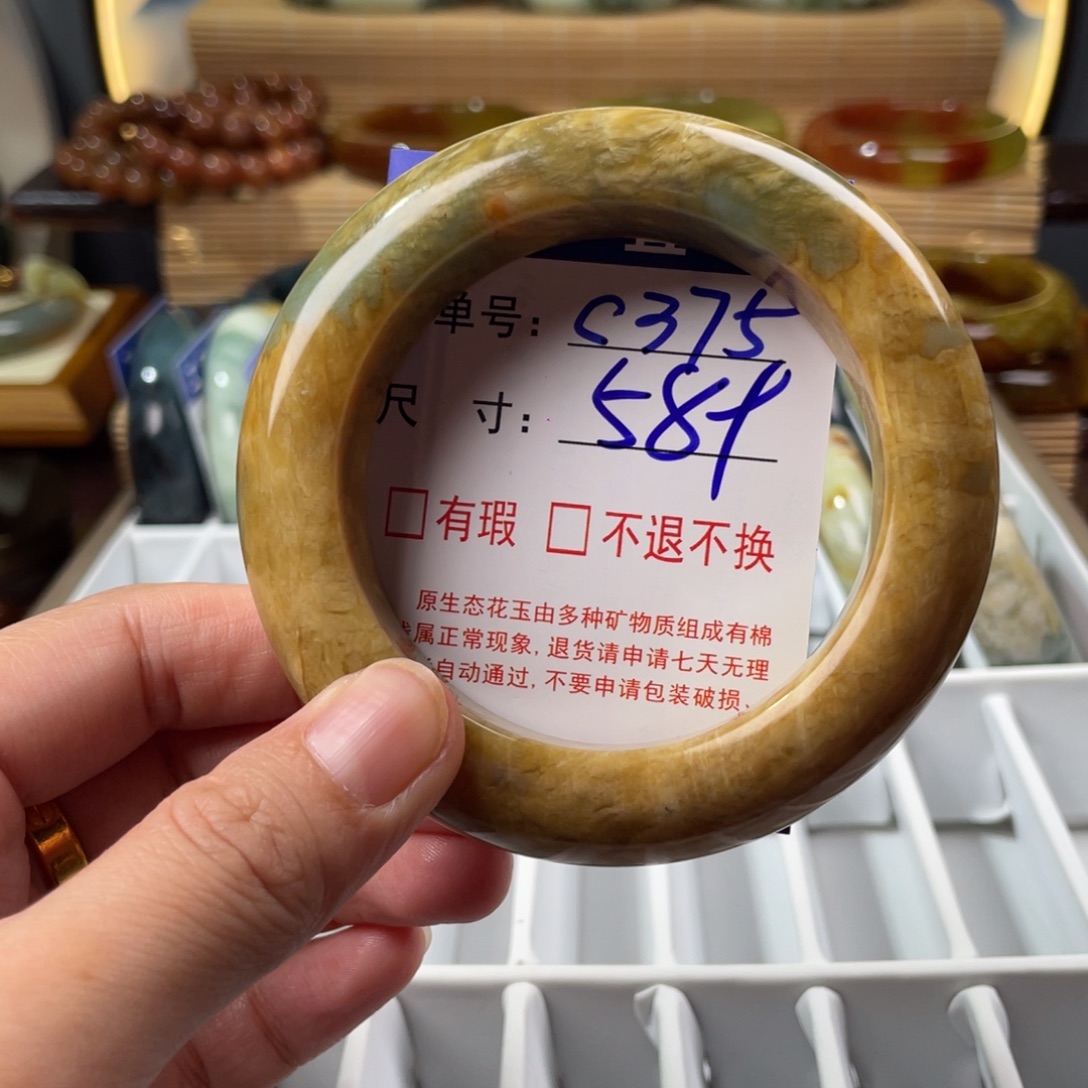 单号：C375
尺 寸：58
□有瑕 □不退不换
原生态花玉由多种矿物质组成有棉
属正常现象，退货请申请七天无理
自动通过，不要申请包装破损、